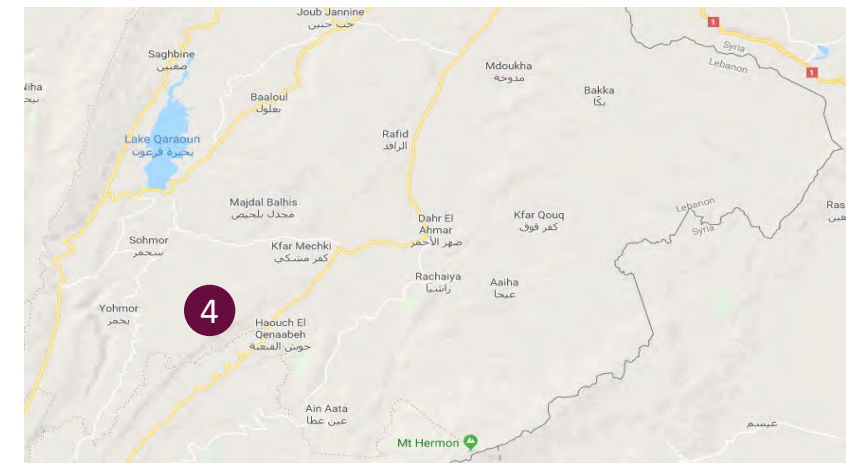 Joub Jannine
جب جنين
1
Syria
Lebanon
1
Saghbine
صغبين
Mdoukha
مدوخة
Bakka
بكّا
Niha
Baaloul
بعلول
Rafid
الرافد
Lake Qaraoun
بحيرة قرعون
Majdal Balhis
مجدل بلحيص
Lebanon
Syria
Ras
Dahr El
Ahmar
ضهر الأحمر
Kfar Qouq
كفر قوق
Sohmor
سحمر
Kfar Mechki
كفر مشكي
Rachaiya
راشيا
Aaiha
عيحا
4
Yohmor
يحمر
Haouch El
Qenaabeh
حوش القنعبة
Ain Aata
عين عطا
عيسم
Mt Hermon